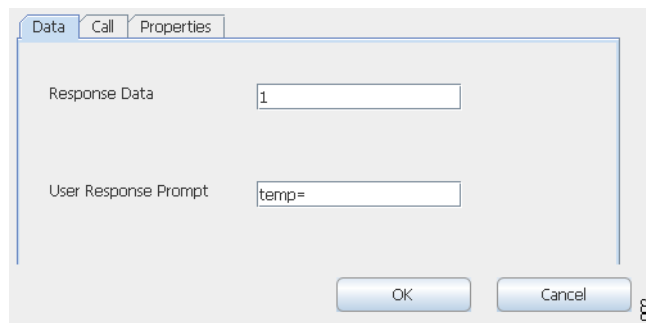 Data Call Properties
Response Data 1
User Response Prompt temp=
OK Cancel